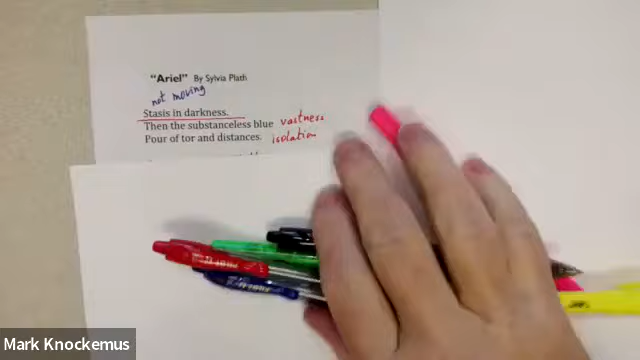 "Ariel" By Sylvia Plath
not moving
Stasis in darkness.
Then the substanceless blue vastness
Pour of tor and distances. isolation
Mark Knockemus